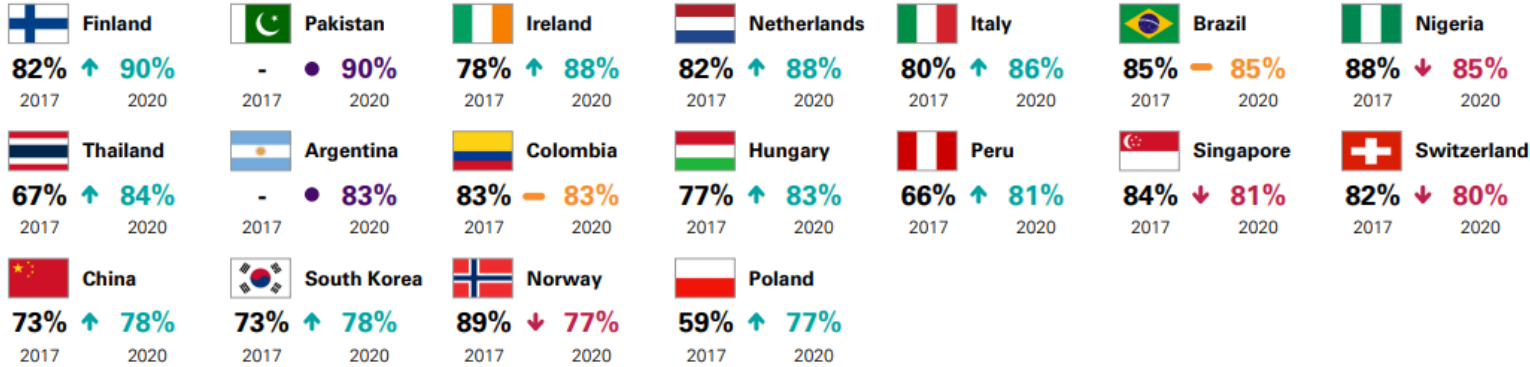 Finland Pakistan Ireland Netherlands Italy Brazil Nigeria
82% 90% - 90% 78% 88% 82% 88% 80% 86% 85% 85% 88% 85%
2017 2020 2017 2020 2017 2020 2017 2020 2017 2020 2017 2020 2017 2020
Thailand Argentina Colombia Hungary Peru Singapore Switzerland
67% 84% - 83% 83% 83% 77% 83% 66% 81% 84% 81% 82% 80%
2017 2020 2017 2020 2017 2020 2017 2020 2017 2020 2017 2020 2017 2020
China South Korea Norway Poland
73% 78% 73% 78% 89% 77% 59% 77%
2017 2020 2017 2020 2017 2020 2017 2020